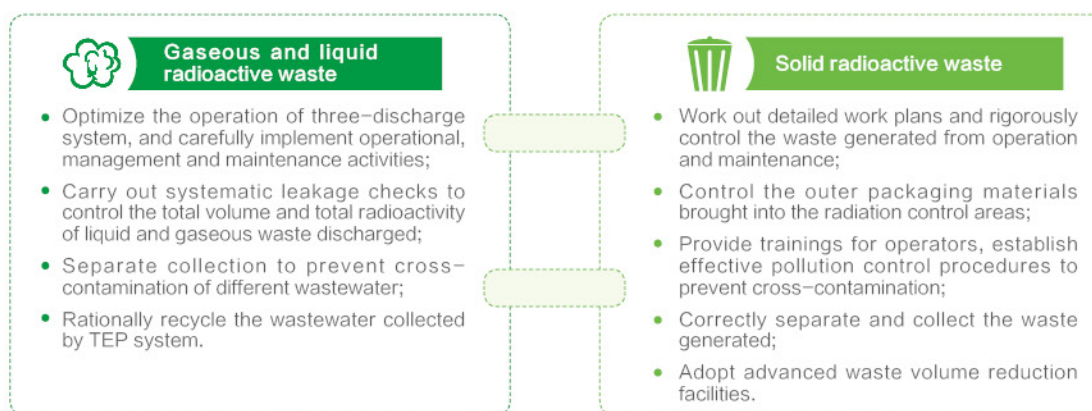 Gaseous and liquid
radioactive waste
• Optimize the operation of three-discharge
system, and carefully implement operational,
management and maintenance activities;
• Carry out systematic leakage checks to
control the total volume and total radioactivity
of liquid and gaseous waste discharged;
• Separate collection to prevent cross-
contamination of different wastewater;
• Rationally recycle the wastewater collected
by TEP system.
Solid radioactive waste
• Work out detailed work plans and rigorously
control the waste generated from operation
and maintenance;
• Control the outer packaging materials
brought into the radiation control areas;
• Provide trainings for operators, establish
effective pollution control procedures to
prevent cross-contamination;
• Correctly separate and collect the waste
generated;
• Adopt advanced waste volume reduction
facilities.